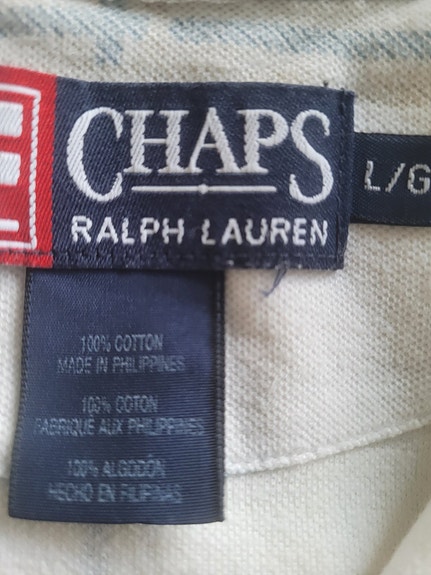 CHAPS
RALPH LAUREN
L/G
100% COTTON
MADE IN PHILIPPINES
100% COTON
FABRIQUE AUX PHILIPPINES
100% ALGODÓN
HECHO EN FILIPINAS